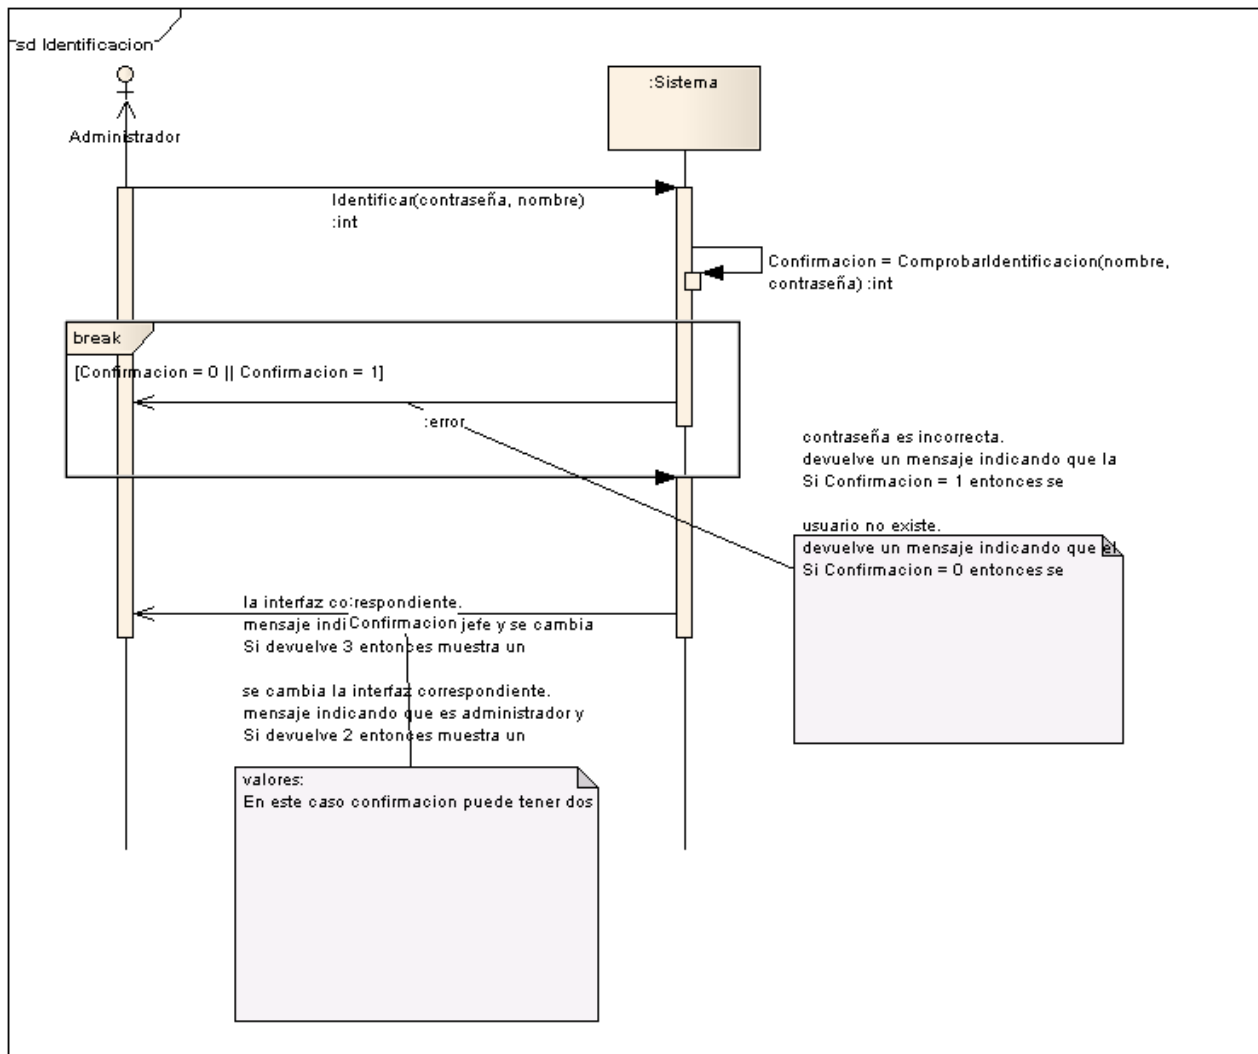 sd Identificacion
Administrador
:Sistema
Identificar(contraseña, nombre)
:int
Confirmacion = ComprobarIdentificacion(nombre,
contraseña) :int
break
[Confirmacion = 0 || Confirmacion = 1]
:error
contraseña es incorrecta.
devuelve un mensaje indicando que la
Si Confirmacion = 1 entonces se
usuario no existe.
devuelve un mensaje indicando que el
Si Confirmacion = 0 entonces se
la interfaz correspondiente.
mensaje indi
:Confirmacion
jefe y se cambia
Si devuelve 3 entonces muestra un
se cambia la interfaz correspondiente.
mensaje indicando que es administrador y
Si devuelve 2 entonces muestra un
valores:
En este caso confirmacion puede tener dos